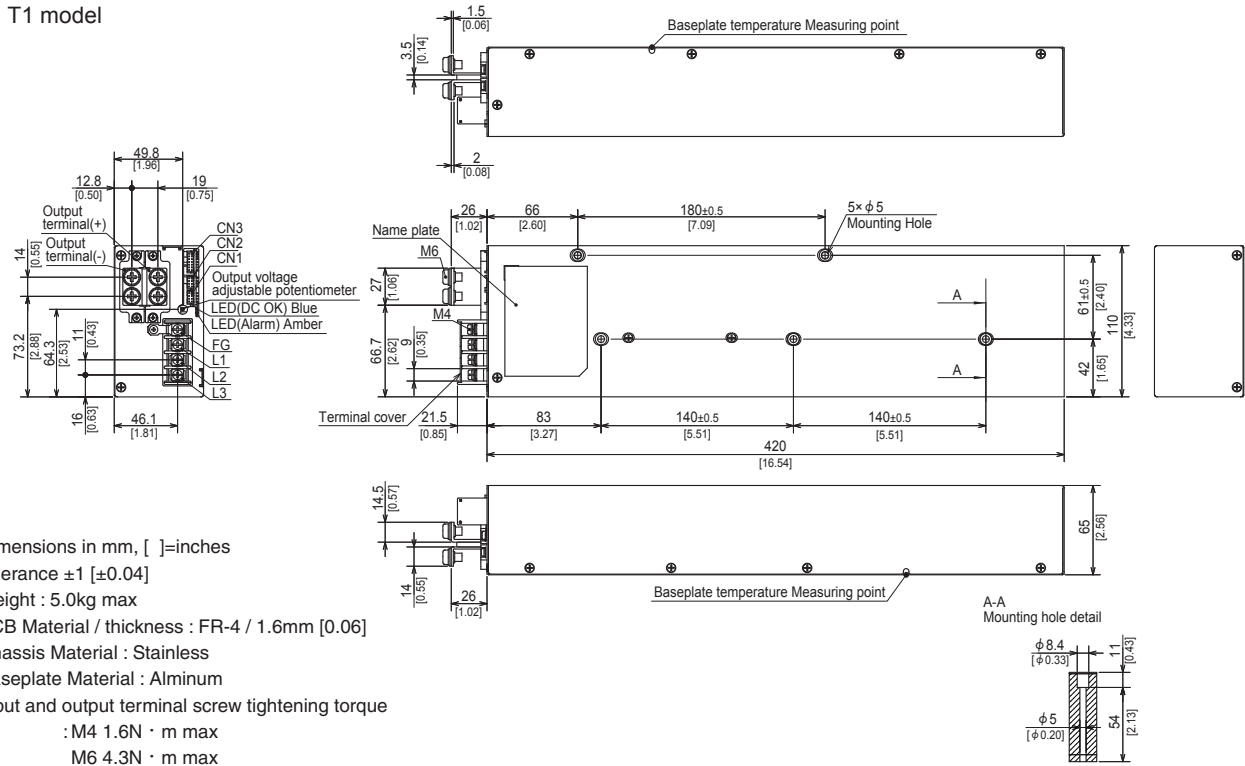 T1 model
1.5
[0.06]
3.5
[0.14]
Baseplate temperature Measuring point
2
[0.08]
49.8
[1.96]
12.8
[0.50]
19
[0.75]
Output
terminal(+)
Output
terminal(-)
CN3
CN2
CN1
Output voltage
adjustable potentiometer
LED(DC OK) Blue
LED(Alarm) Amber
FG
L1
L2
L3
14
[0.55]
73.2
[2.88]
64.3
[2.53]
11
[0.43]
16
[0.63]
46.1
[1.81]
26
[1.02]
66
[2.60]
180±0.5
[7.09]
5×φ5
Mounting Hole
Name plate
M6
27
[1.06]
M4
66.7
[2.62]
9
[0.35]
A
A
61±0.5
[2.40]
110
[4.33]
42
[1.65]
Terminal cover
21.5
[0.85]
83
[3.27]
140±0.5
[5.51]
140±0.5
[5.51]
420
[16.54]
14.5
[0.57]
14
[0.55]
26
[1.02]
65
[2.56]
Baseplate temperature Measuring point
mensions in mm, [ ]=inches
erance ±1 [±0.04]
eight : 5.0kg max
CB Material / thickness : FR-4 / 1.6mm [0.06]
assis Material : Stainless
aseplate Material : Alminum
out and output terminal screw tightening torque
: M4 1.6N・m max
M6 4.3N・m max
A-A
Mounting hole detail
φ8.4
[φ0.33]
11
[0.43]
φ5
[φ0.20]
54
[2.13]